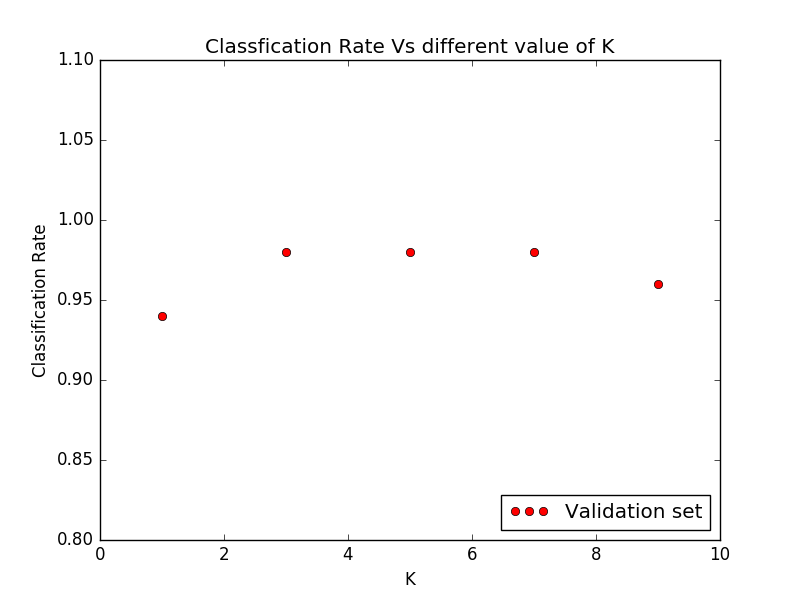 Classfication Rate Vs different value of K
1.10
1.05
1.00
0.95
0.90
0.85
0.80
Classification Rate
Validation set
0 2 4 6 8 10
K